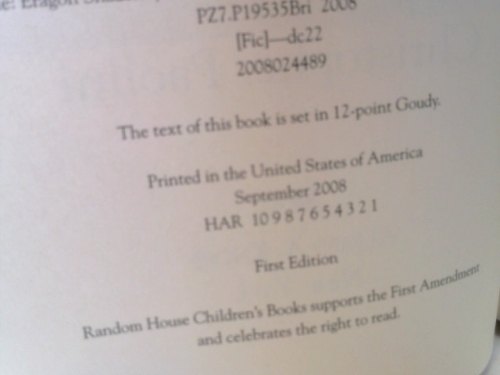 Eragon
PZ7.P19535Bri 2008
[Fic]—dc22
2008024489
The text of this book is set in 12-point Goudy.
Printed in the United States of America
September 2008
HAR 10 9 8 7 6 5 4 3 2 1
First Edition
Random House Children's Books supports the First Amendment
and celebrates the right to read.